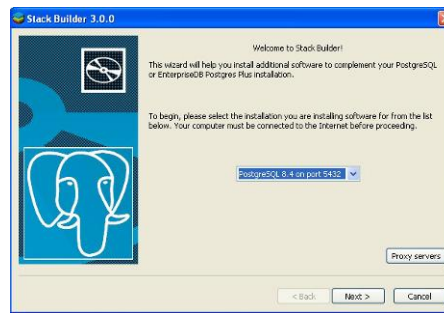 Stack Builder 3.0.0
Welcome to Stack Builder!
This wizard will help you install additional software to complement your PostgreSQL
or EnterpriseDB Postgres Plus installation.
To begin, please select the installation you are installing software for from the list
below. Your computer must be connected to the Internet before proceeding.
PostgreSQL 8.4 on port 5432
Proxy servers
< Back
Next >
Cancel